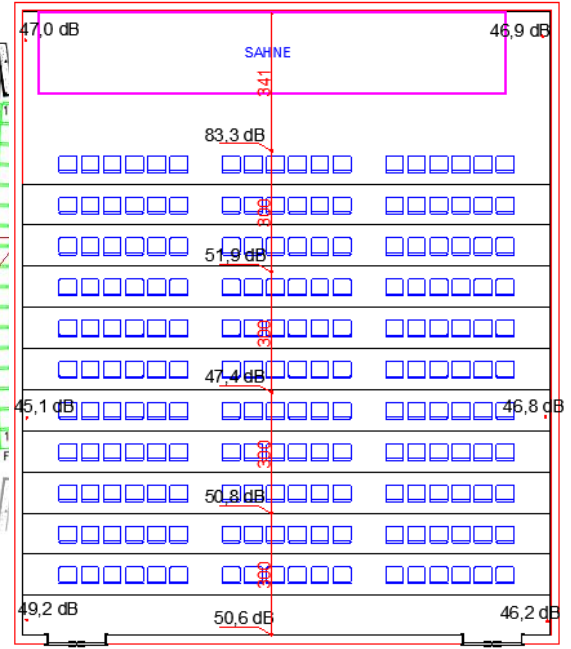 47,0 dB
46,9 dB
SAHNE
341
83,3 dB
300
51,9 dB
300
47,4 dB
45,1 dB
46,8 dB
300
50,8 dB
300
49,2 dB
50,6 dB
46,2 dB